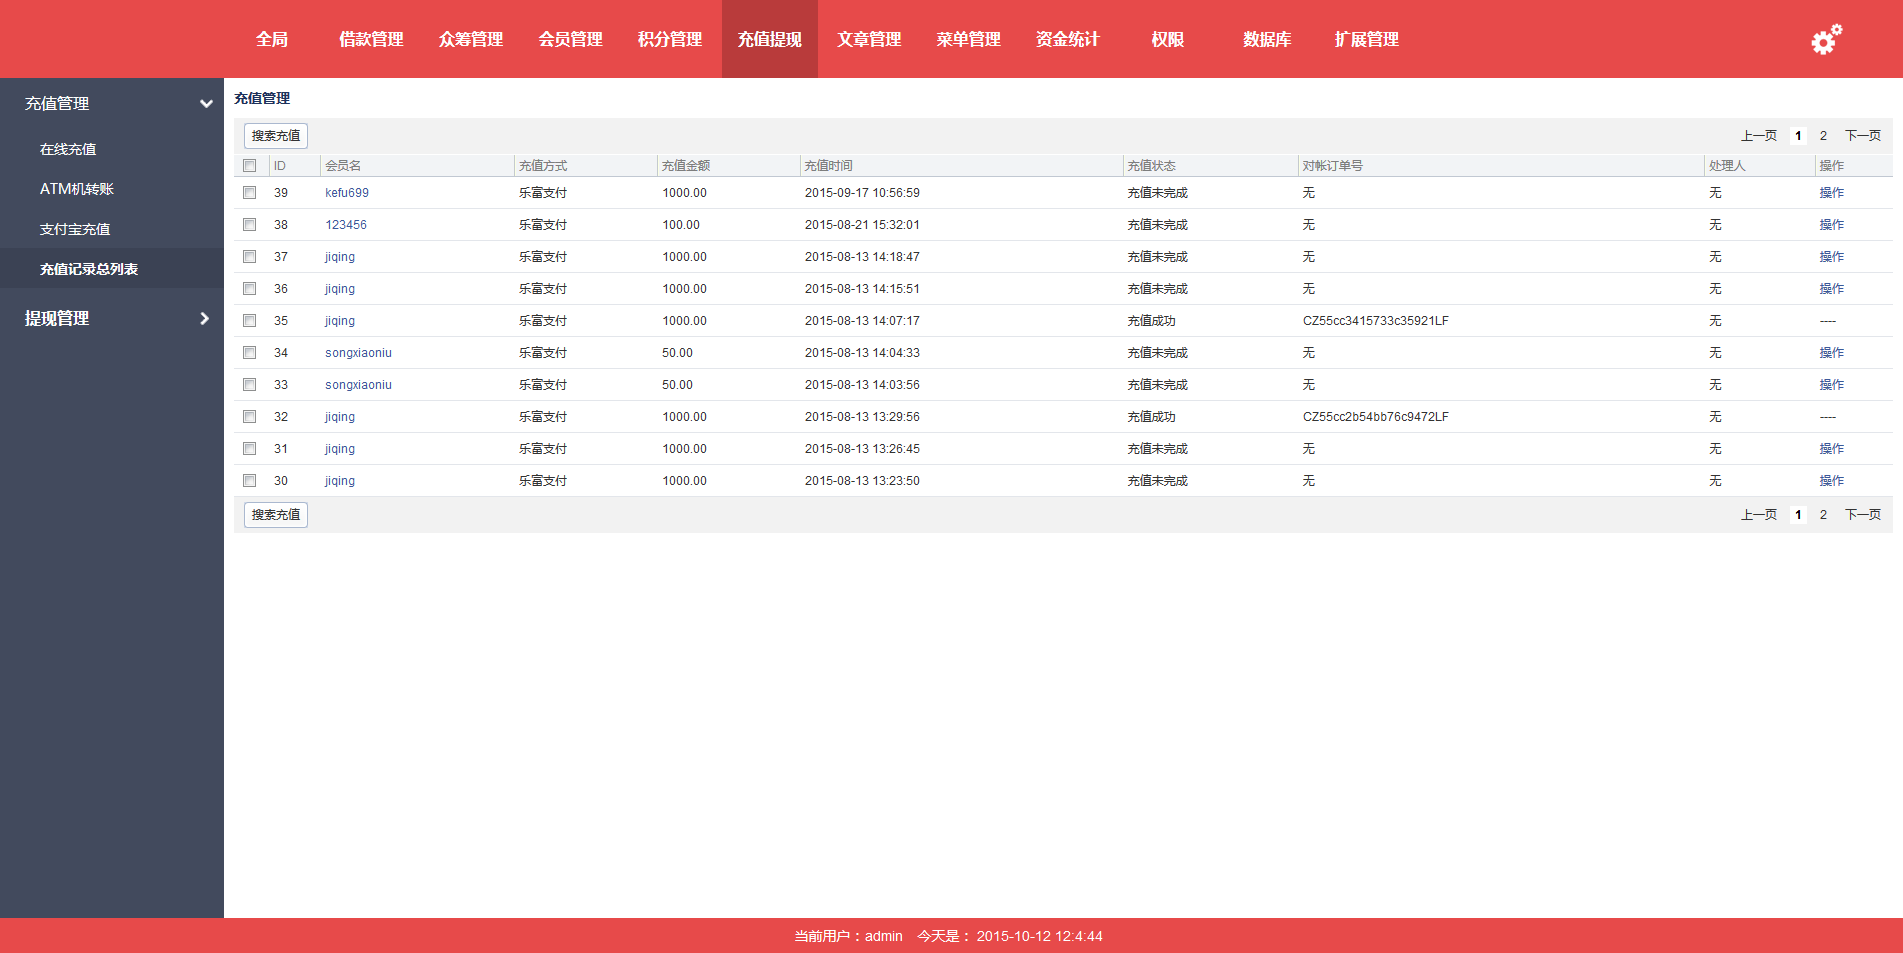 全局 借款管理 众筹管理 会员管理 积分管理 充值提现 文章管理 菜单管理 资金统计 权限 数据库 扩展管理
充值管理
在线充值
ATM机转账
支付宝充值
充值记录总列表
提现管理
充值管理
搜索充值 上一页 1 2 下一页
ID 会员名 充值方式 充值金额 充值时间 充值状态 对帐订单号 处理人 操作
39 kefu699 乐富支付 1000.00 2015-09-17 10:56:59 充值未完成 无 无 操作
38 123456 乐富支付 100.00 2015-08-21 15:32:01 充值未完成 无 无 操作
37 jiqing 乐富支付 1000.00 2015-08-13 14:18:47 充值未完成 无 无 操作
36 jiqing 乐富支付 1000.00 2015-08-13 14:15:51 充值未完成 无 无 操作
35 jiqing 乐富支付 1000.00 2015-08-13 14:07:17 充值成功 CZ55cc3415733c35921LF 无 ----
34 songxiaoniu 乐富支付 50.00 2015-08-13 14:04:33 充值未完成 无 无 操作
33 songxiaoniu 乐富支付 50.00 2015-08-13 14:03:56 充值未完成 无 无 操作
32 jiqing 乐富支付 1000.00 2015-08-13 13:29:56 充值成功 CZ55cc2b54bb76c9472LF 无 ----
31 jiqing 乐富支付 1000.00 2015-08-13 13:26:45 充值未完成 无 无 操作
30 jiqing 乐富支付 1000.00 2015-08-13 13:23:50 充值未完成 无 无 操作
搜索充值 上一页 1 2 下一页
当前用户：admin 今天是： 2015-10-12 12:4:44